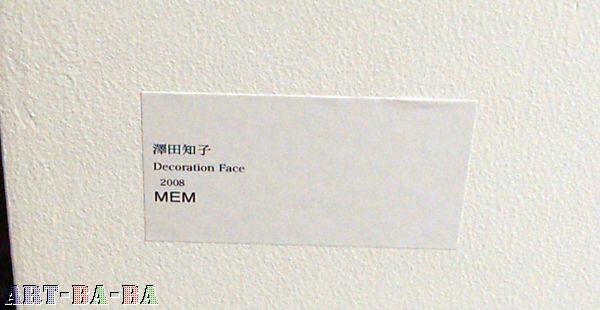 澤田知子
Decoration Face
2008
MEM
ART-BA-BA